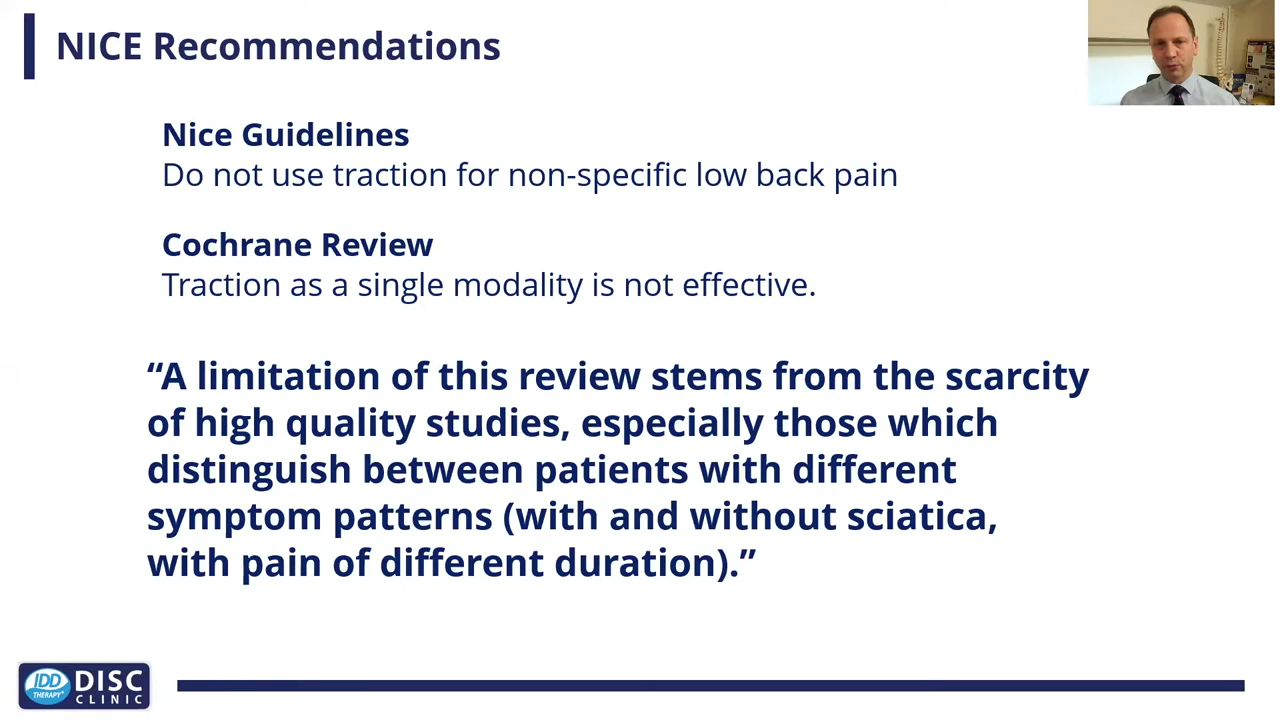 NICE Recommendations
Nice Guidelines
Do not use traction for non-specific low back pain
Cochrane Review
Traction as a single modality is not effective.
“A limitation of this review stems from the scarcity
of high quality studies, especially those which
distinguish between patients with different
symptom patterns (with and without sciatica,
with pain of different duration).”
IDD
THERAPY®
DISC
CLINIC